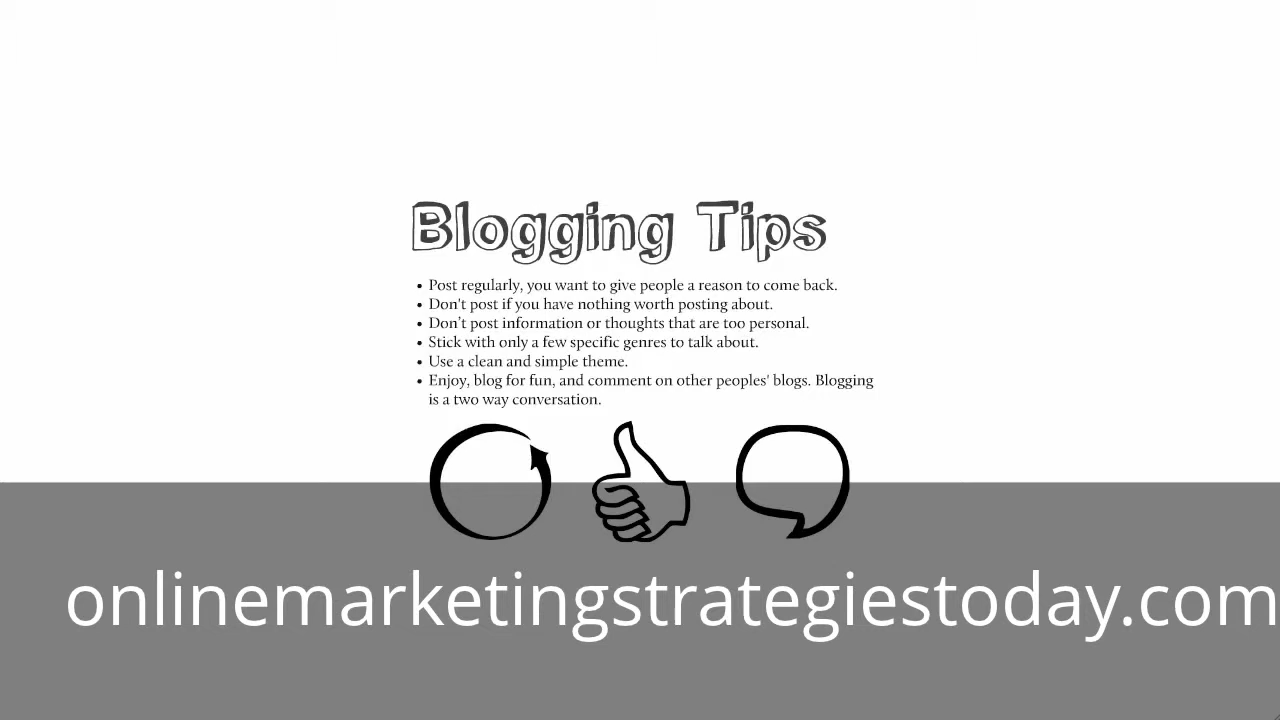 Blogging Tips
• Post regularly, you want to give people a reason to come back.
• Don't post if you have nothing worth posting about.
• Don't post information or thoughts that are too personal.
• Stick with only a few specific genres to talk about.
• Use a clean and simple theme.
• Enjoy, blog for fun, and comment on other peoples' blogs. Blogging
is a two way conversation.
onlinemarketingstrategiestoday.com